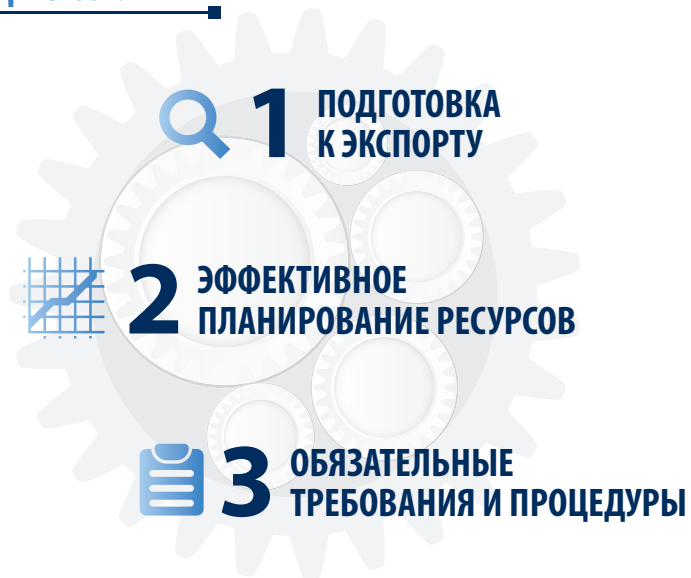 1 ПОДГОТОВКА
К ЭКСПОРТУ
2 ЭФФЕКТИВНОЕ
ПЛАНИРОВАНИЕ РЕСУРСОВ
3 ОБЯЗАТЕЛЬНЫЕ
ТРЕБОВАНИЯ И ПРОЦЕДУРЫ